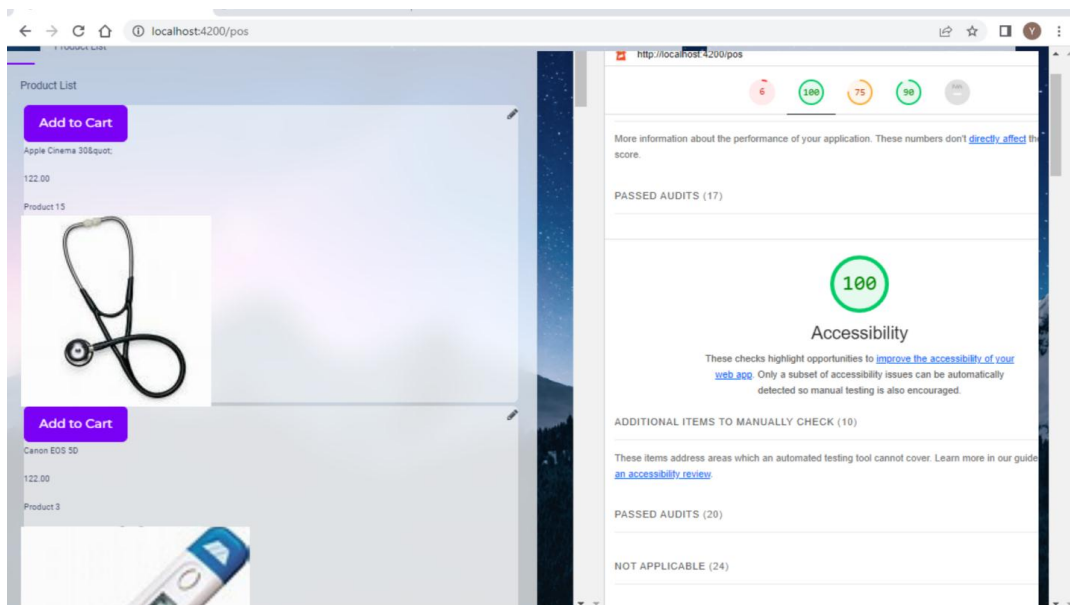 localhost:4200/pos
Y
Product List
Product List
Add to Cart
Apple Cinema 30&quot;
122.00
Product 15
Add to Cart
Canon EOS 5D
122.00
Product 3
http://localhost:4200/pos
6
100
75
90
More information about the performance of your application. These numbers don't directly affect the
score.
PASSED AUDITS (17)
100
Accessibility
These checks highlight opportunities to improve the accessibility of your
web app. Only a subset of accessibility issues can be automatically
detected so manual testing is also encouraged.
ADDITIONAL ITEMS TO MANUALLY CHECK (10)
These items address areas which an automated testing tool cannot cover. Learn more in our guide
an accessibility review.
PASSED AUDITS (20)
NOT APPLICABLE (24)